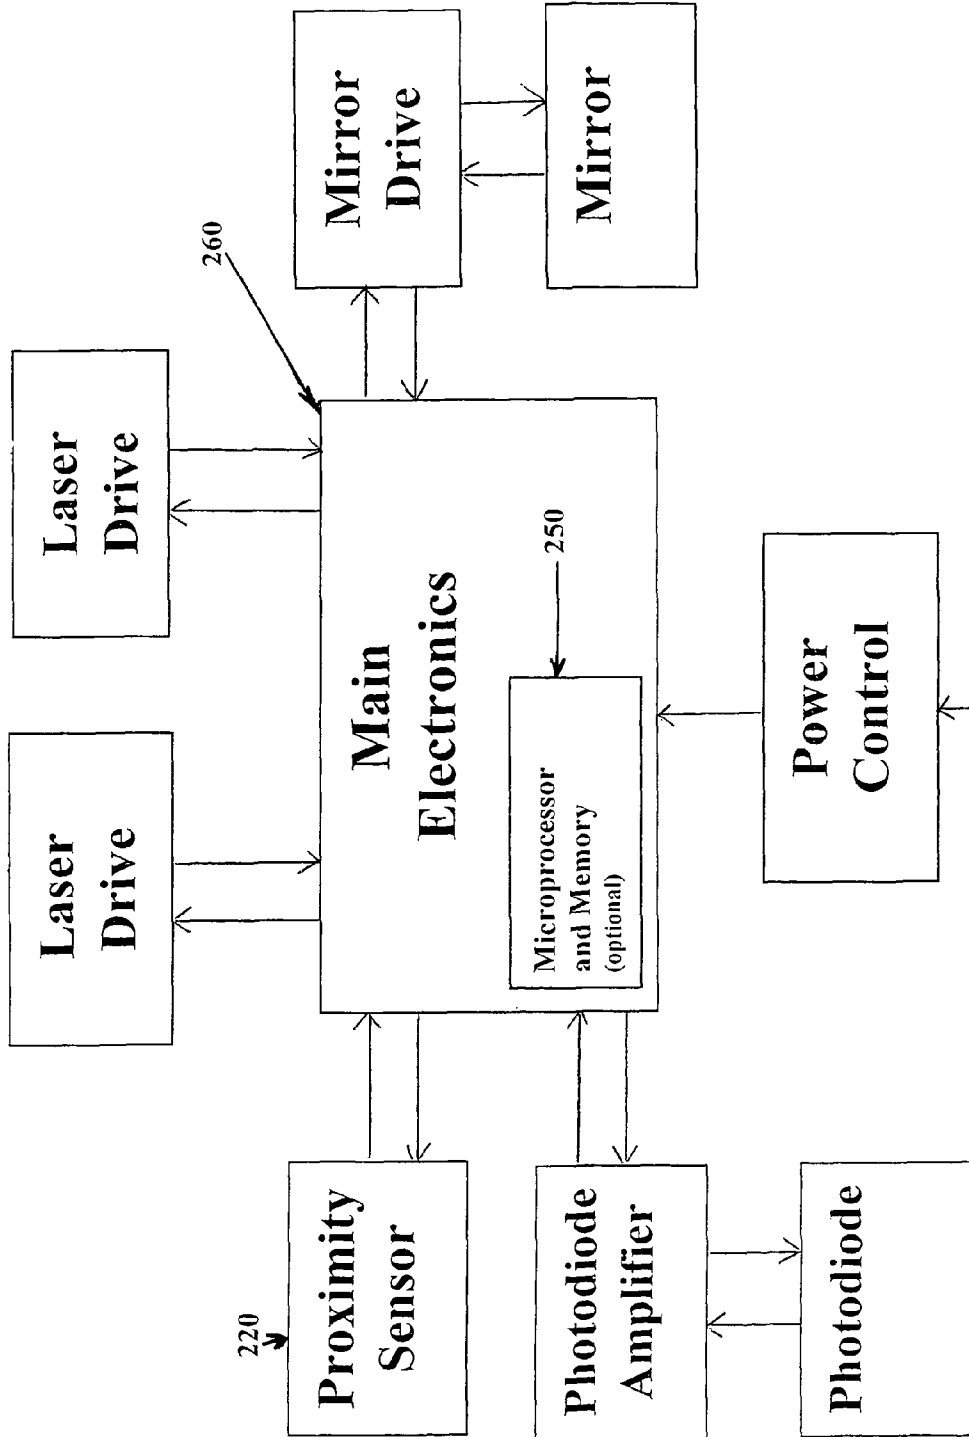 Proximity
Sensor
220
Laser
Drive
Laser
Drive
260
Mirror
Drive
Mirror
Main
Electronics
Microprocessor
and Memory
(optional)
250
Photodiode
Amplifier
Photodiode
Power
Control